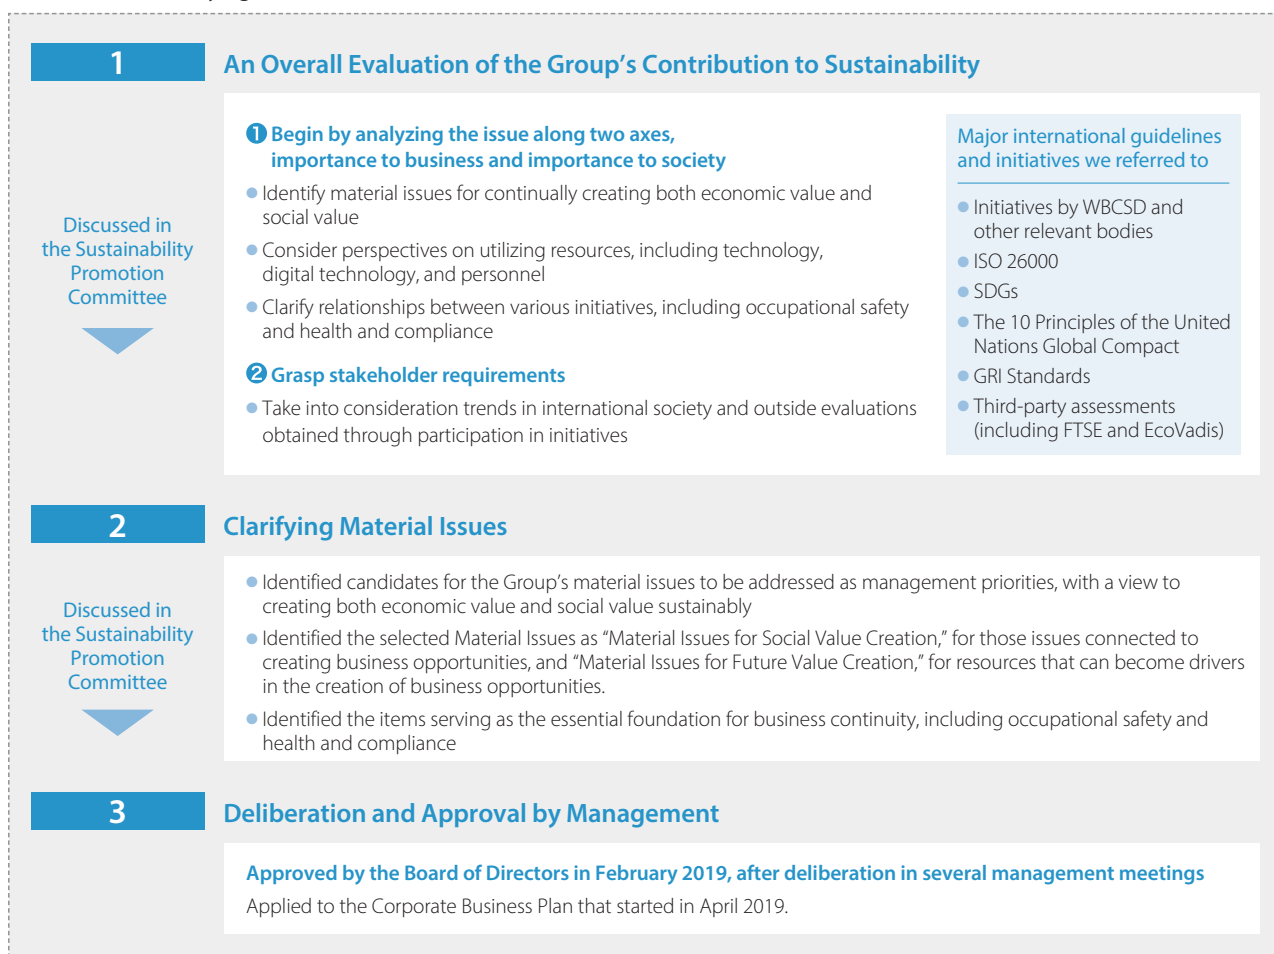 1
An Overall Evaluation of the Group’s Contribution to Sustainability
Discussed in
the Sustainability
Promotion
Committee
❶ Begin by analyzing the issue along two axes,
importance to business and importance to society
● Identify material issues for continually creating both economic value and
social value
● Consider perspectives on utilizing resources, including technology,
digital technology, and personnel
● Clarify relationships between various initiatives, including occupational safety
and health and compliance
❷ Grasp stakeholder requirements
● Take into consideration trends in international society and outside evaluations
obtained through participation in initiatives
Major international guidelines
and initiatives we referred to
● Initiatives by WBCSD and
other relevant bodies
● ISO 26000
● SDGs
● The 10 Principles of the United
Nations Global Compact
● GRI Standards
● Third-party assessments
(including FTSE and EcoVadis)
2
Clarifying Material Issues
Discussed in
the Sustainability
Promotion
Committee
● Identified candidates for the Group’s material issues to be addressed as management priorities, with a view to
creating both economic value and social value sustainably
● Identified the selected Material Issues as “Material Issues for Social Value Creation,” for those issues connected to
creating business opportunities, and “Material Issues for Future Value Creation,” for resources that can become drivers
in the creation of business opportunities.
● Identified the items serving as the essential foundation for business continuity, including occupational safety and
health and compliance
3
Deliberation and Approval by Management
Approved by the Board of Directors in February 2019, after deliberation in several management meetings
Applied to the Corporate Business Plan that started in April 2019.